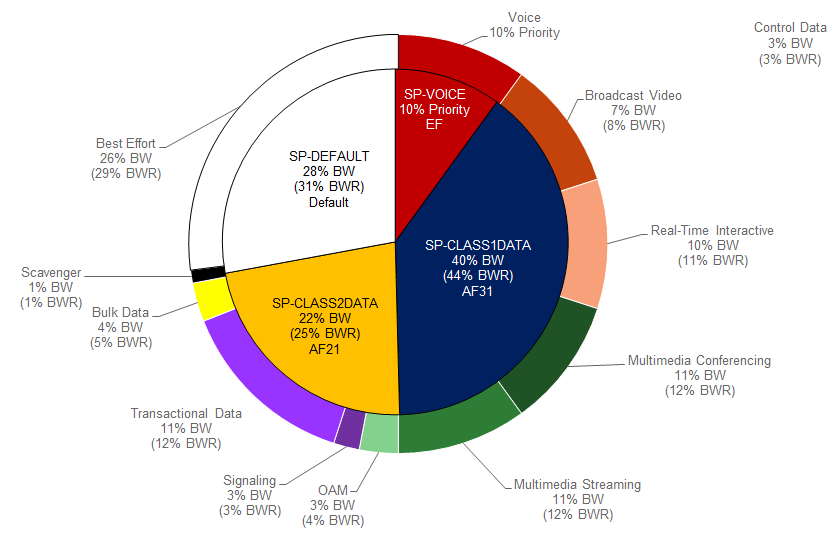 Voice
10% Priority
Control Data
3% BW
(3% BWR)
Broadcast Video
7% BW
(8% BWR)
SP-VOICE
10% Priority
EF
Best Effort
26% BW
(29% BWR)
SP-DEFAULT
28% BW
(31% BWR)
Default
SP-CLASS1DATA
40% BW
(44% BWR)
AF31
Real-Time Interactive
10% BW
(11% BWR)
Scavenger
1% BW
(1% BWR)
SP-CLASS2DATA
22% BW
(25% BWR)
AF21
Bulk Data
4% BW
(5% BWR)
Multimedia Conferencing
11% BW
(12% BWR)
Transactional Data
11% BW
(12% BWR)
Signaling
3% BW
(3% BWR)
OAM
3% BW
(4% BWR)
Multimedia Streaming
11% BW
(12% BWR)